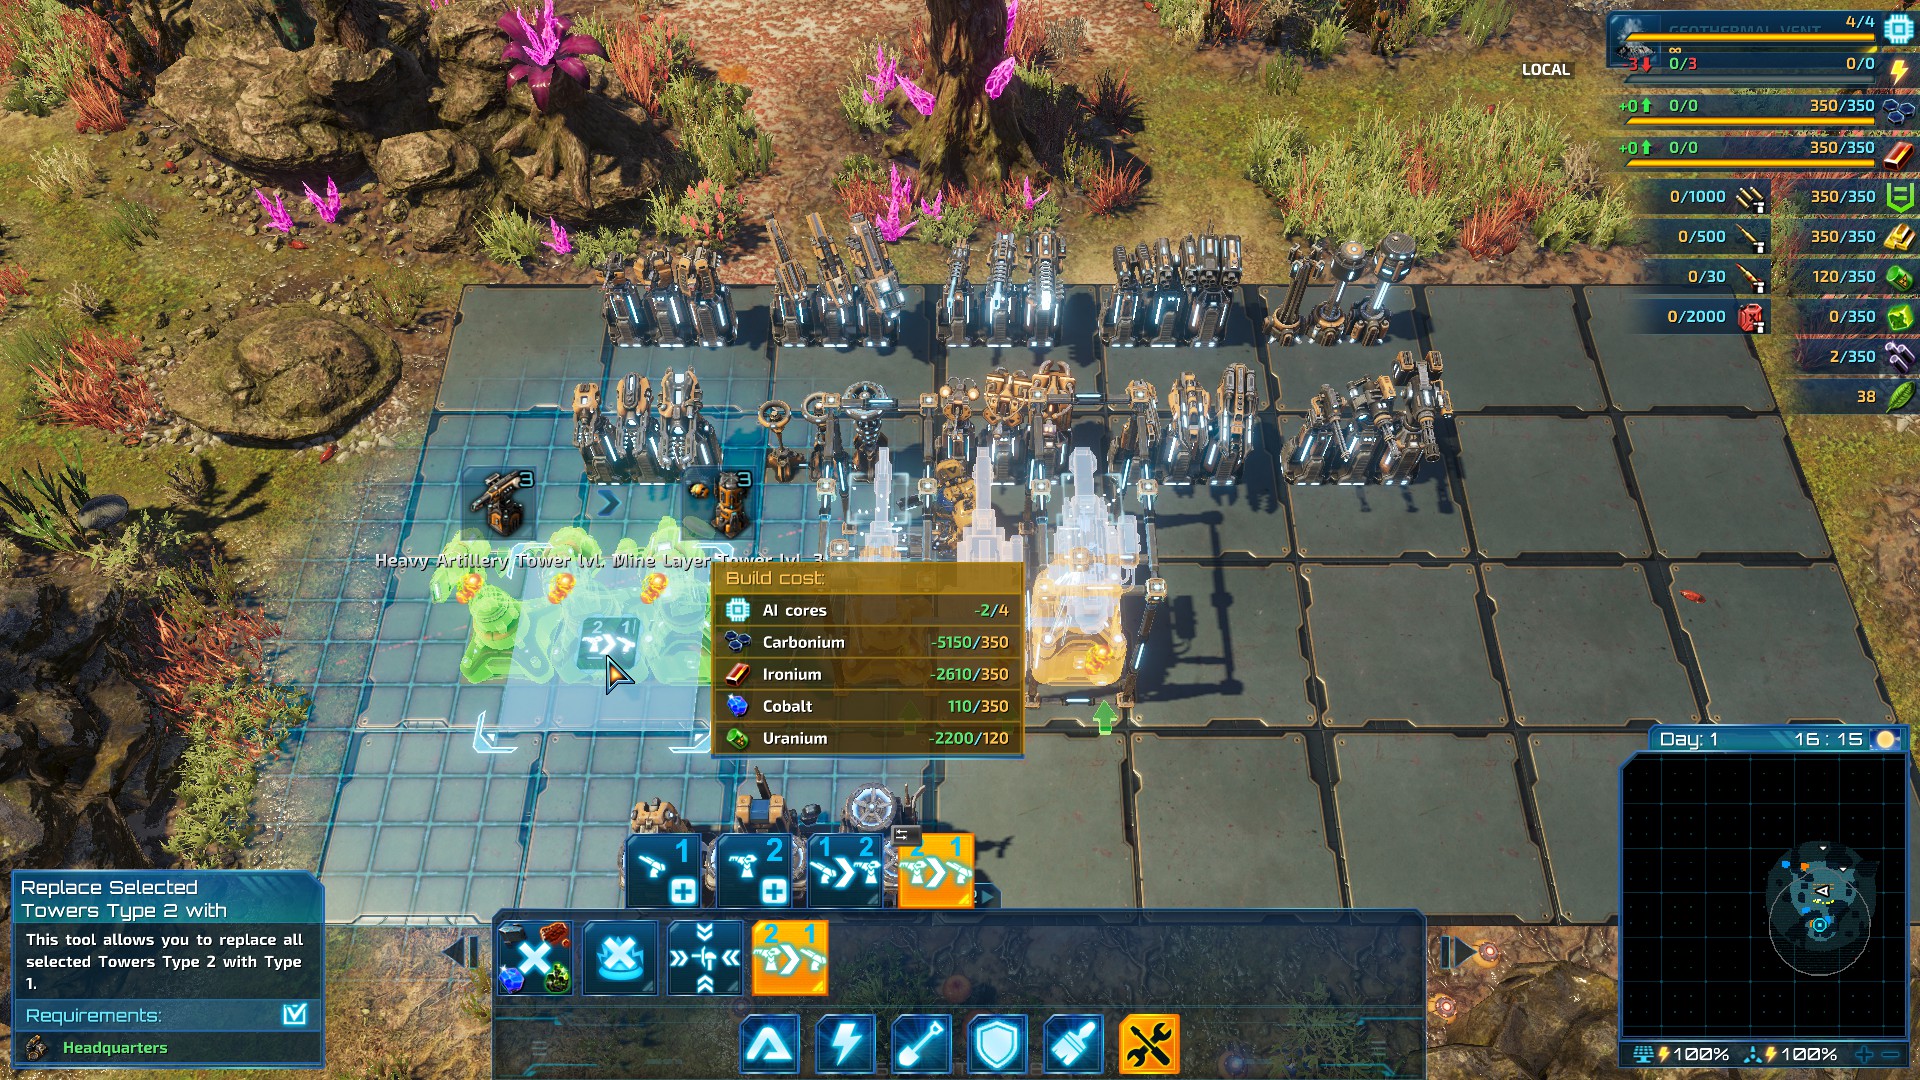 GEOTHERMAL VENT
4/4
∞
-3 0/3 0/0
LOCAL
+0 0/0 350/350
+0 0/0 350/350
0/1000 350/350
0/500 350/350
0/30 120/350
0/2000 0/350
2/350
38
3
3
Heavy Artillery Tower lvl.
Mine Layer Tower lvl. 3
Build cost:
AI cores -2/4
Carbonium -5150/350
Ironium -2610/350
Cobalt 110/350
Uranium -2200/120
2 1
Day: 1 16:15
1
2
1 2
2 1
2 1
Replace Selected
Towers Type 2 with
This tool allows you to replace all
selected Towers Type 2 with Type
1.
Requirements:
Headquarters
100% 100%